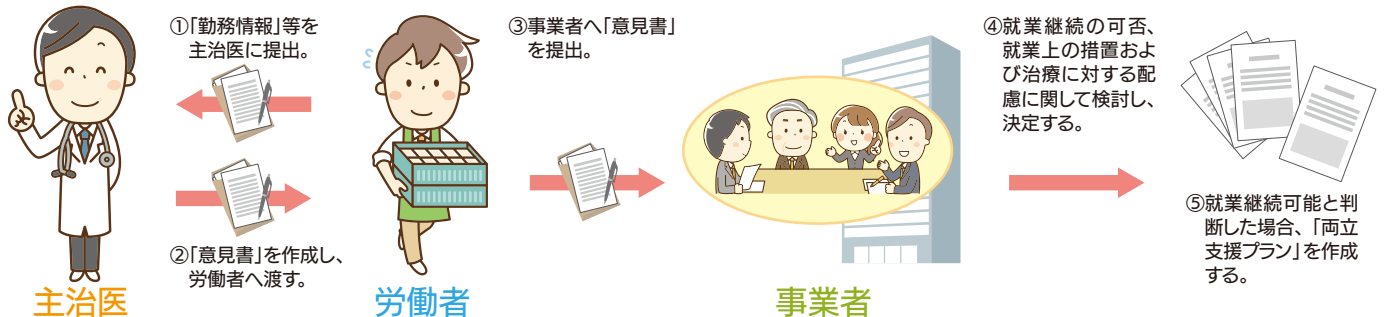 ①「勤務情報」等を
主治医に提出。
②「意見書」を作成し、
労働者へ渡す。
③事業者へ「意見書」
を提出。
④就業継続の可否、
就業上の措置およ
び治療に対する配
慮に関して検討し、
決定する。
⑤就業継続可能と判
断した場合、「両立
支援プラン」を作成
する。
主治医
労働者
事業者